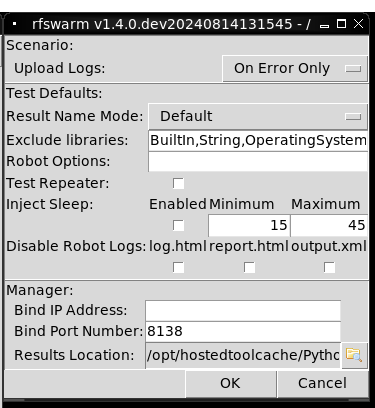 rfswarm v1.4.0.dev20240814131545 - /
Scenario:
Upload Logs: On Error Only
Test Defaults:
Result Name Mode: Default
Exclude libraries: BuiltIn,String,OperatingSystem
Robot Options:
Test Repeater:
Inject Sleep: Enabled Minimum Maximum
15 45
Disable Robot Logs: log.html report.html output.xml
Manager:
Bind IP Address:
Bind Port Number: 8138
Results Location: /opt/hostedtoolcache/Pytho
OK Cancel